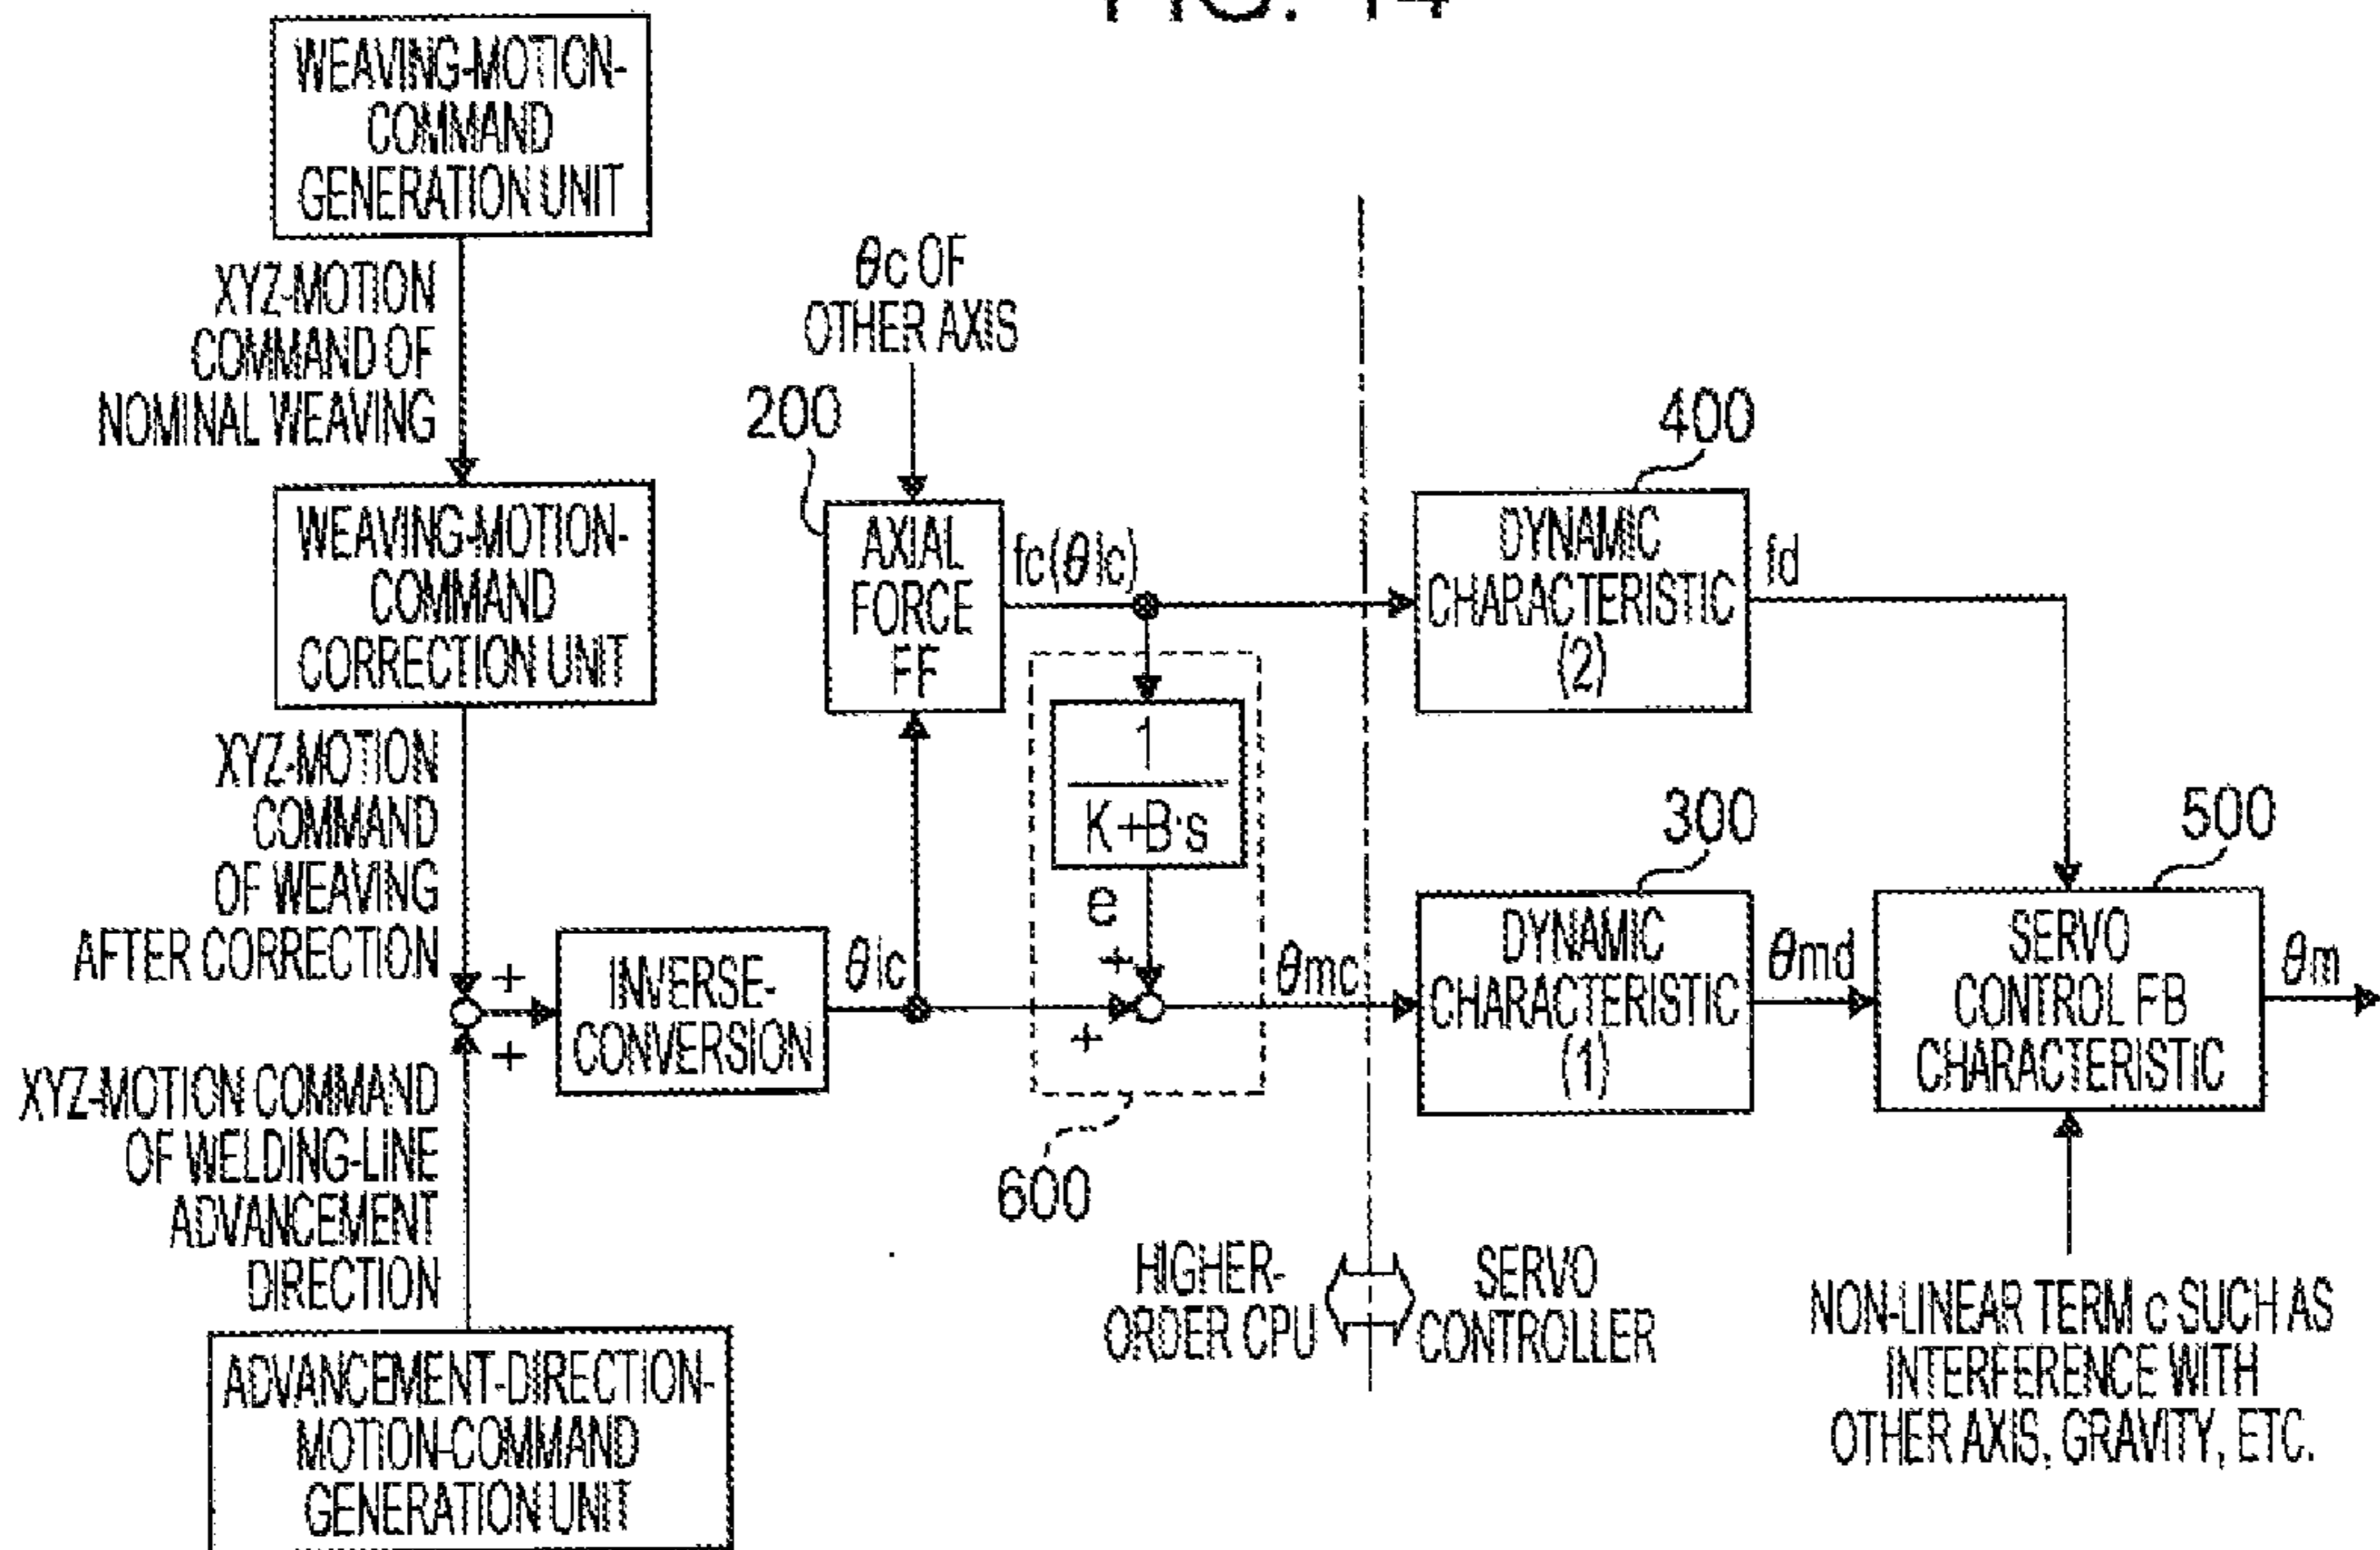 FIG. 14
WEAVING-MOTION-
COMMAND
GENERATION UNIT
XYZ-MOTION
COMMAND OF
NOMINAL WEAVING
WEAVING-MOTION-
COMMAND
CORRECTION UNIT
XYZ-MOTION
COMMAND
OF WEAVING
AFTER CORRECTION
+
+
XYZ-MOTION COMMAND
OF WELDING-LINE
ADVANCEMENT
DIRECTION
ADVANCEMENT-DIRECTION-
MOTION-COMMAND
GENERATION UNIT
INVERSE-
CONVERSION
θlc
θc OF
OTHER AXIS
200
AXIAL
FORCE
FF
fc(θlc)
1
K+B·s
e
+
+
600
θmc
HIGHER-
ORDER CPU
SERVO
CONTROLLER
400
DYNAMIC
CHARACTERISTIC
(2)
fd
300
DYNAMIC
CHARACTERISTIC
(1)
θmd
500
SERVO
CONTROL FB
CHARACTERISTIC
θm
NON-LINEAR TERM c SUCH AS
INTERFERENCE WITH
OTHER AXIS, GRAVITY, ETC.